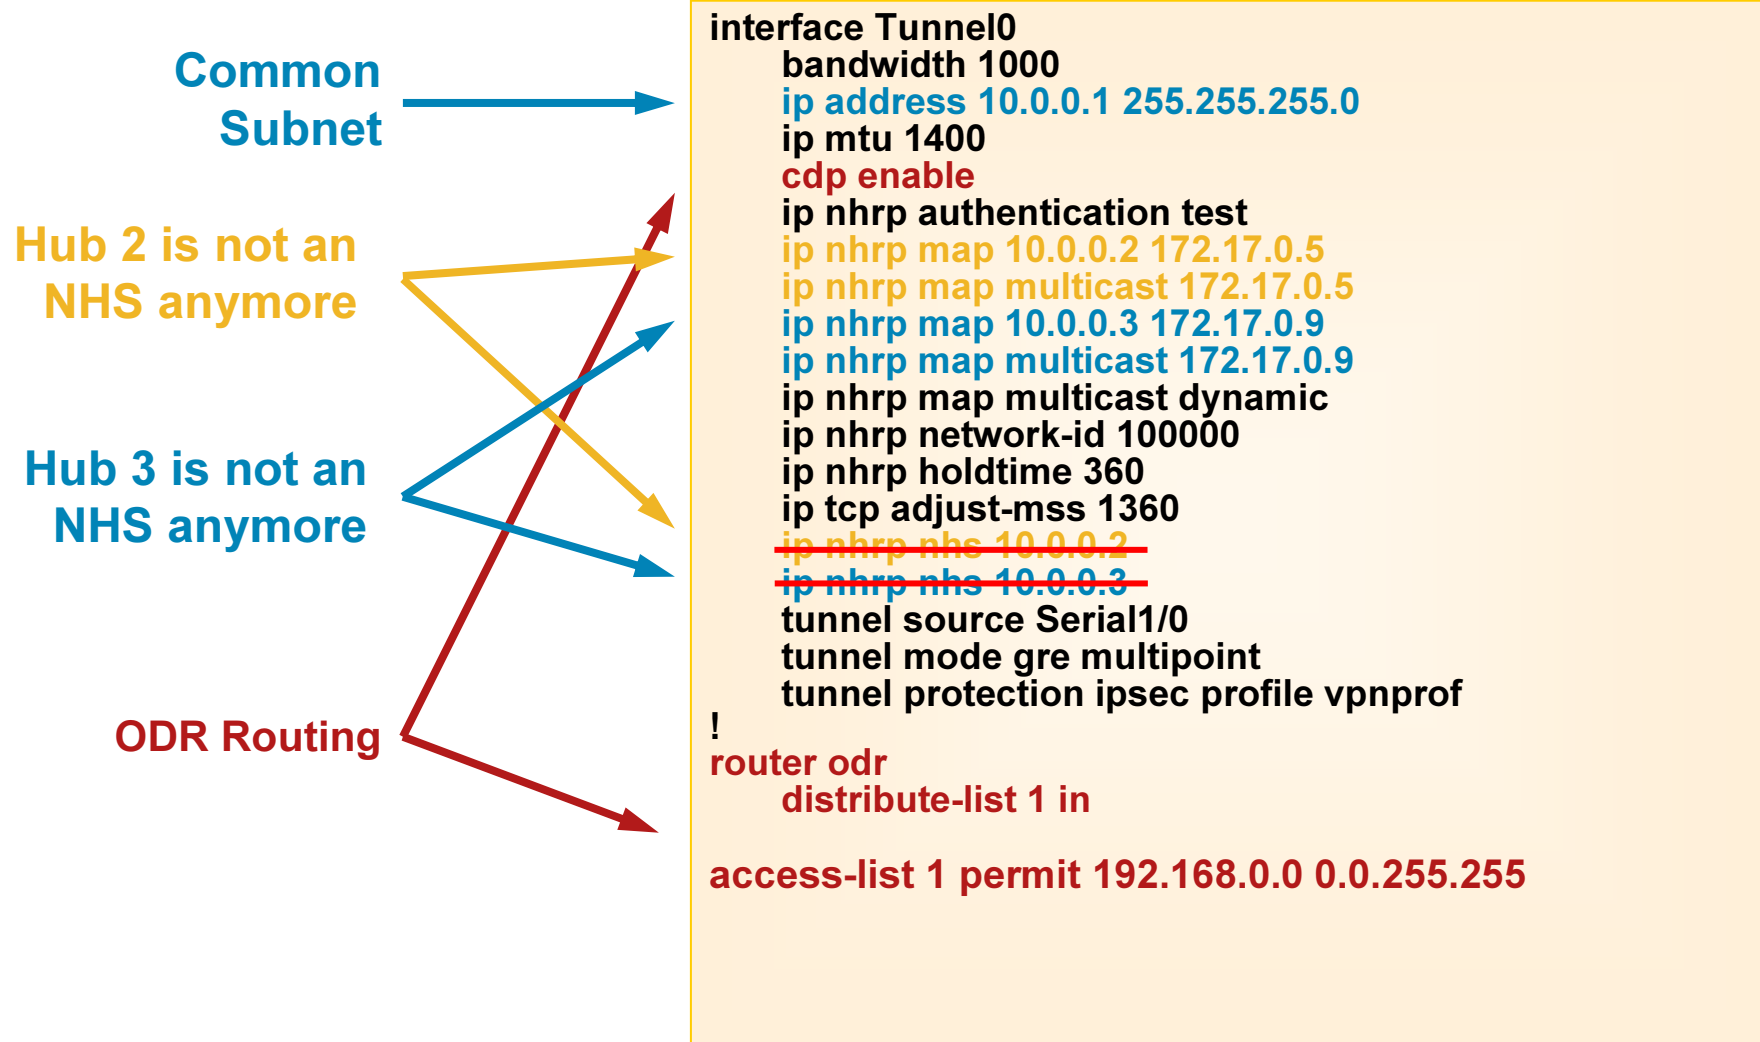 Common
Subnet
Hub 2 is not an
NHS anymore
Hub 3 is not an
NHS anymore
ODR Routing
interface Tunnel0
bandwidth 1000
ip address 10.0.0.1 255.255.255.0
ip mtu 1400
cdp enable
ip nhrp authentication test
ip nhrp map 10.0.0.2 172.17.0.5
ip nhrp map multicast 172.17.0.5
ip nhrp map 10.0.0.3 172.17.0.9
ip nhrp map multicast 172.17.0.9
ip nhrp map multicast dynamic
ip nhrp network-id 100000
ip nhrp holdtime 360
ip tcp adjust-mss 1360
ip nhrp nhs 10.0.0.2
ip nhrp nhs 10.0.0.3
tunnel source Serial1/0
tunnel mode gre multipoint
tunnel protection ipsec profile vpnprof
!
router odr
distribute-list 1 in
access-list 1 permit 192.168.0.0 0.0.255.255